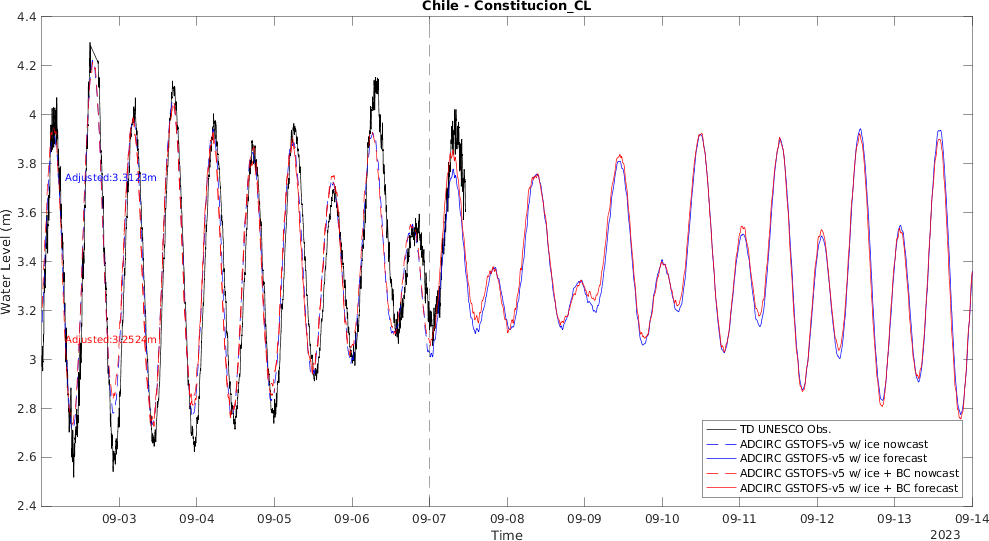 Chile - Constitucion_CL
4.4
4.2
4
3.8
3.6
3.4
3.2
3
2.8
2.6
2.4
Water Level (m)
Adjusted:3.3123m
Adjusted:3.2524m
TD UNESCO Obs.
ADCIRC GSTOFS-v5 w/ ice nowcast
ADCIRC GSTOFS-v5 w/ ice forecast
ADCIRC GSTOFS-v5 w/ ice + BC nowcast
ADCIRC GSTOFS-v5 w/ ice + BC forecast
09-03 09-04 09-05 09-06 09-07 09-08 09-09 09-10 09-11 09-12 09-13 09-14
Time
2023